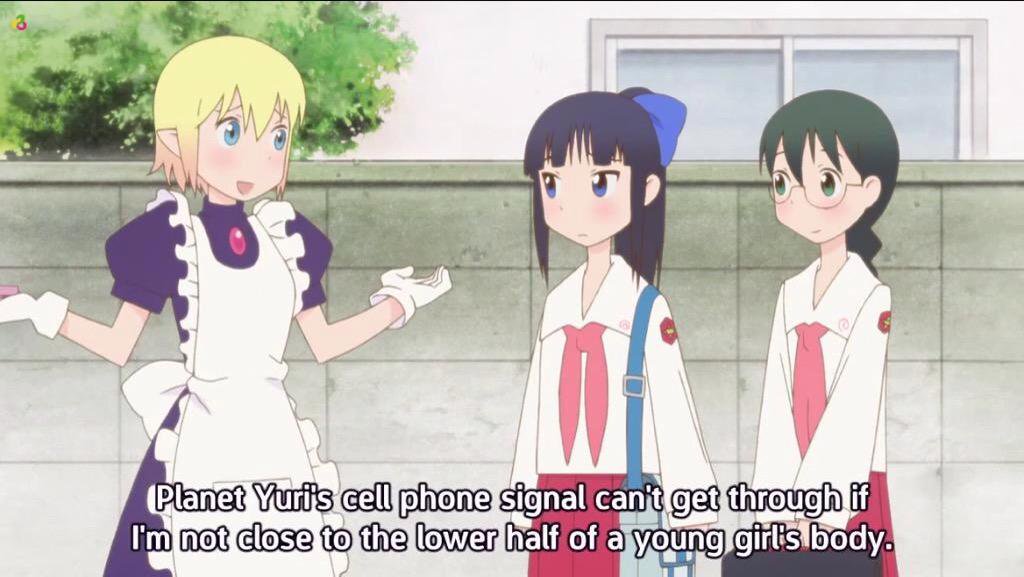 Planet Yuri's cell phone signal can't get through if
I'm not close to the lower half of a young girl's body.